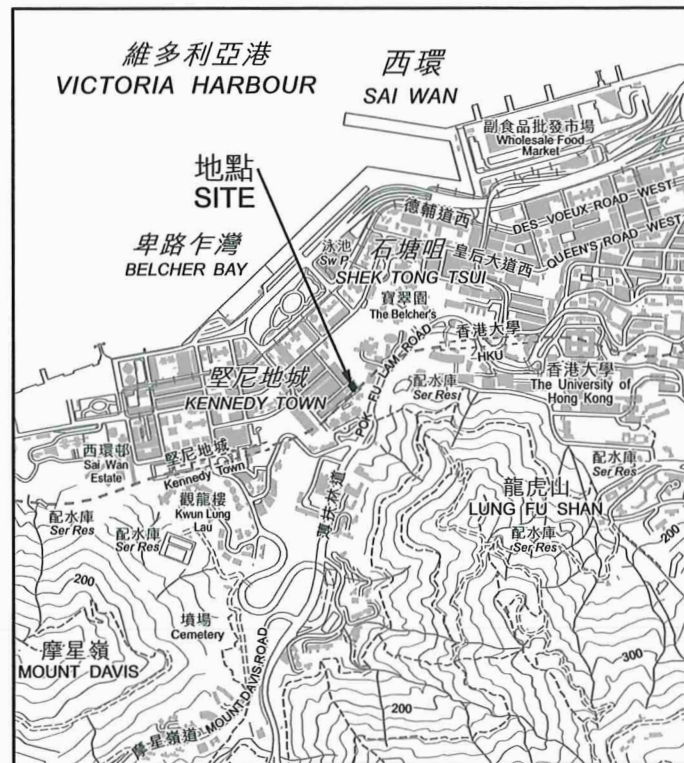 維多利亞港
VICTORIA HARBOUR
西環
SAI WAN
副食品批發市場
Wholesale Food
Market
地點
SITE
德輔道西
DES VOEUX ROAD WEST
卑路乍灣
BELCHER BAY
泳池
Sw P
石塘咀
SHEK TONG TSUI
皇后大道西
QUEEN'S ROAD WEST
寶翠園
The Belcher's
香港大學
HKU
POK FU LAM ROAD
堅尼地城
KENNEDY TOWN
配水庫
Ser Res
香港大學
The University of
Hong Kong
西環邨
Sai Wan
Estate
堅尼地城
Kennedy Town
配水庫
Ser Res
觀龍樓
Kwun Lung
Lau
薄扶林道
龍虎山
LUNG FU SHAN
配水庫
Ser Res
配水庫
Ser Res
配水庫
Ser Res
200
200
墳場
Cemetery
摩星嶺
MOUNT DAVIS
300
200
摩星嶺道
MOUNT DAVIS ROAD